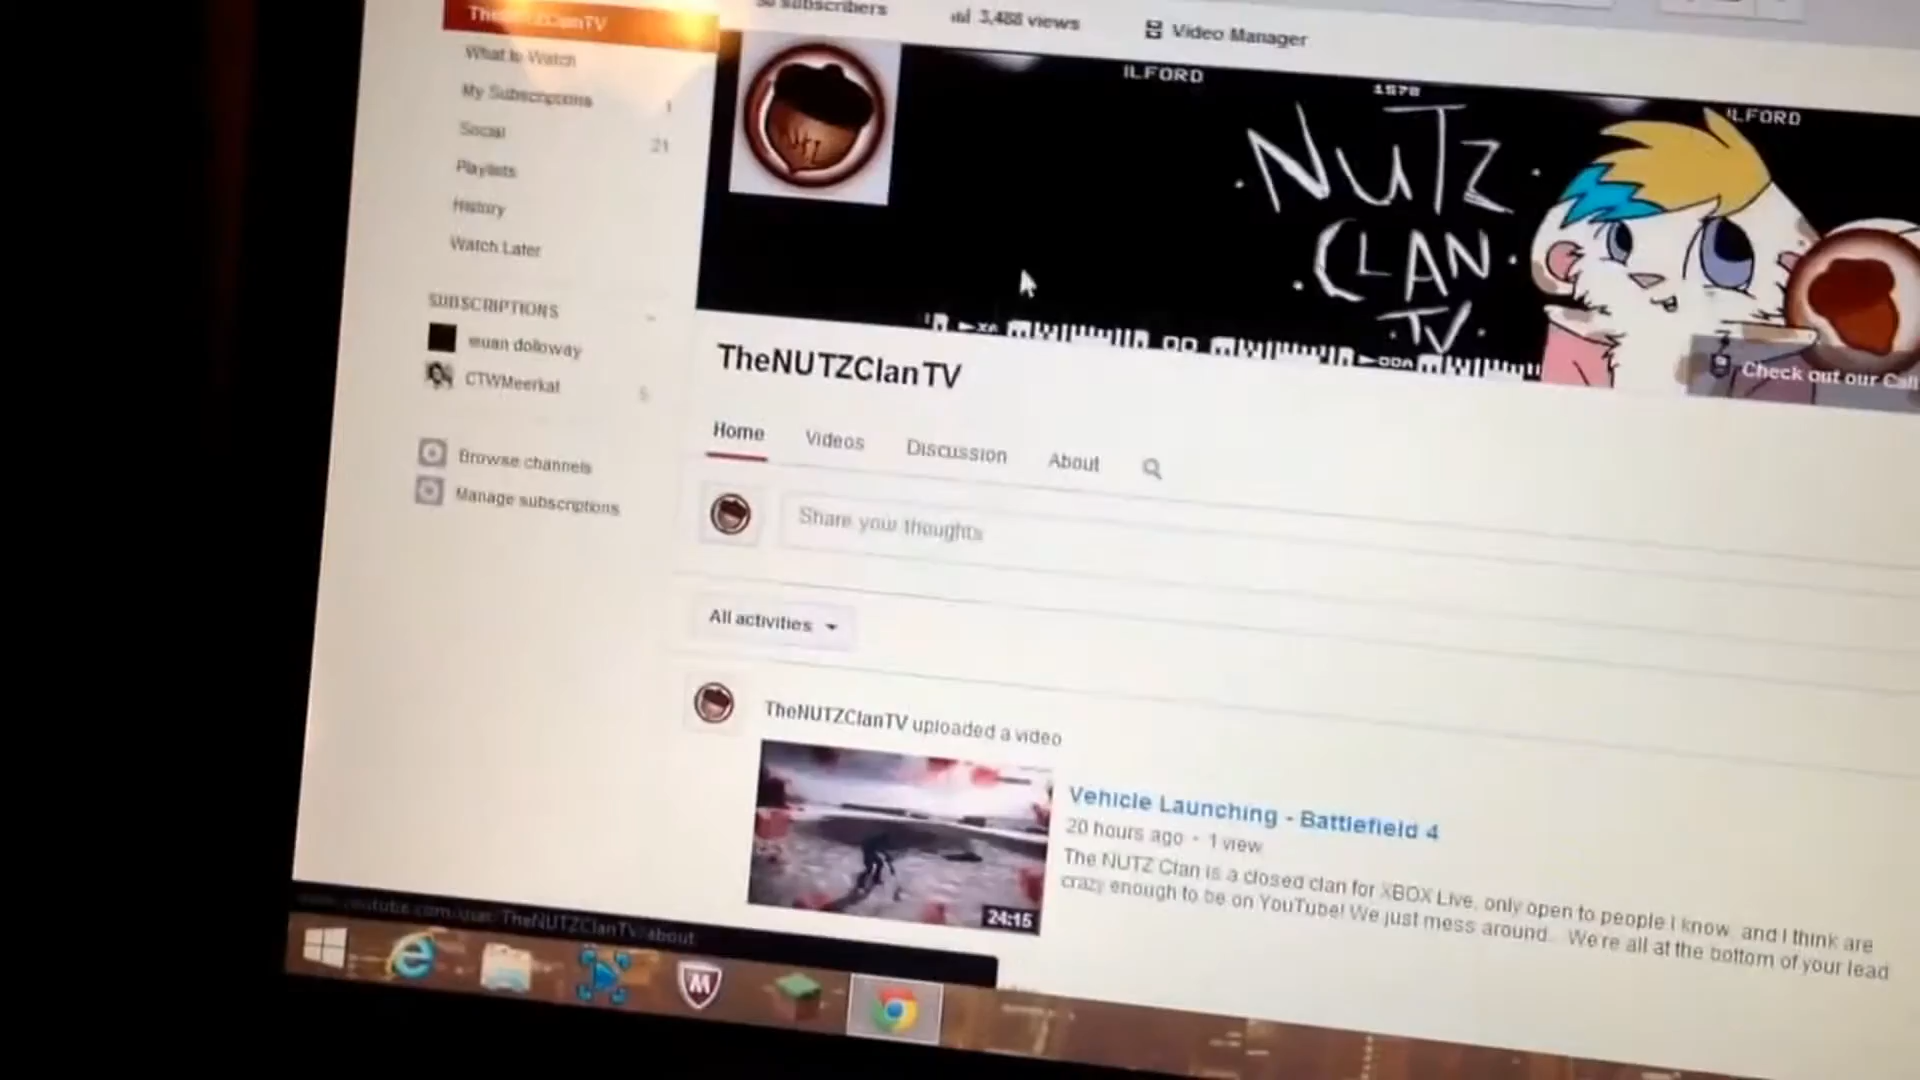 TheNUTZClanTV
subscribers
3,488 views
Video Manager
What to Watch
My Subscriptions 1
Social 21
Playlists
History
Watch Later
SUBSCRIPTIONS
euan dolloway
CTWMeerkat 5
Browse channels
Manage subscriptions
ILFORD
1578
ILFORD
NUTZ
CLAN
TV
Check out our Call
TheNUTZClanTV
Home Videos Discussion About
Share your thoughts
All activities
TheNUTZClanTV uploaded a video
24:15
Vehicle Launching - Battlefield 4
20 hours ago · 1 view
The NUTZ Clan is a closed clan for XBOX Live, only open to people I know, and I think are
crazy enough to be on YouTube! We just mess around... We're all at the bottom of your lead
www.youtube.com/user/TheNUTZClanTV/about